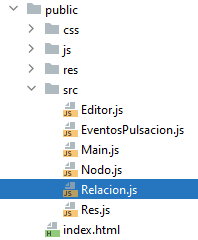 public
css
js
res
src
Editor.js
EventosPulsacion.js
Main.js
Nodo.js
Relacion.js
Res.js
index.html